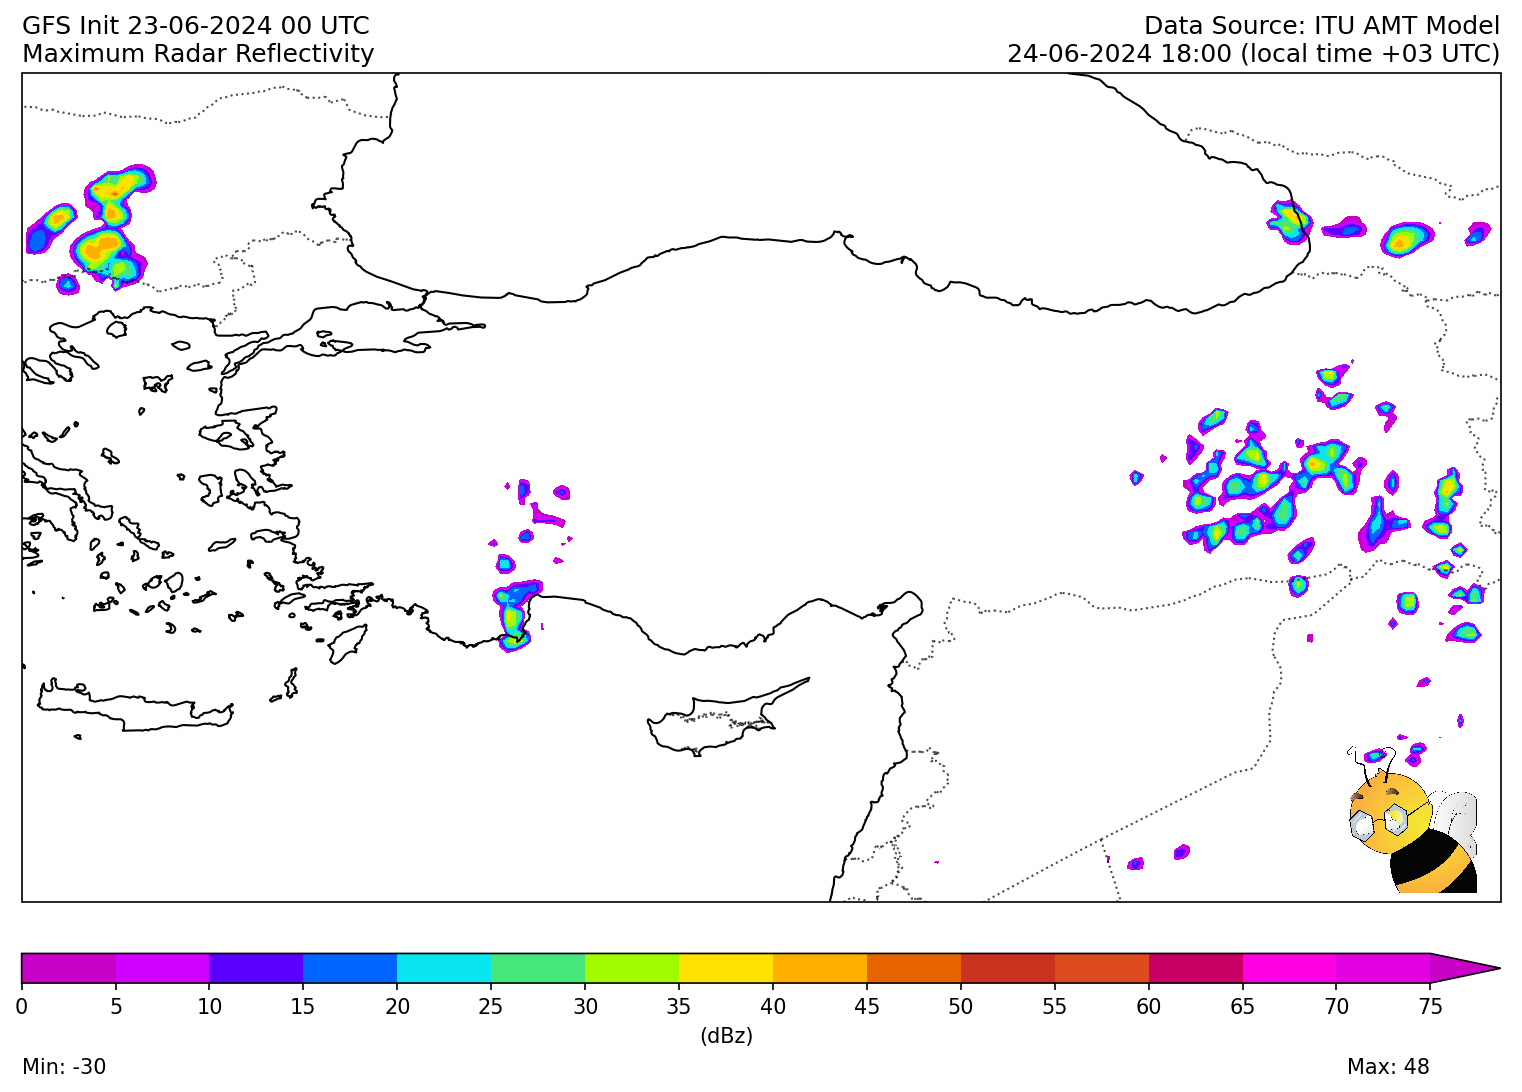 GFS Init 23-06-2024 00 UTC
Data Source: ITU AMT Model
Maximum Radar Reflectivity
24-06-2024 18:00 (local time +03 UTC)
0 5 10 15 20 25 30 35 40 45 50 55 60 65 70 75
(dBz)
Min: -30
Max: 48